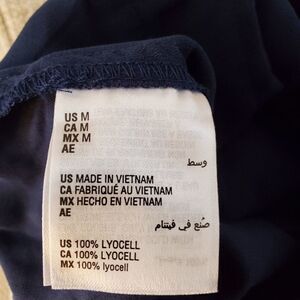 US M
CA M
MX M
AE
وسط
US MADE IN VIETNAM
CA FABRIQUÉ AU VIETNAM
MX HECHO EN VIETNAM
AE
صُنع في فيتنام
US 100% LYOCELL
CA 100% LYOCELL
MX 100% lyocell